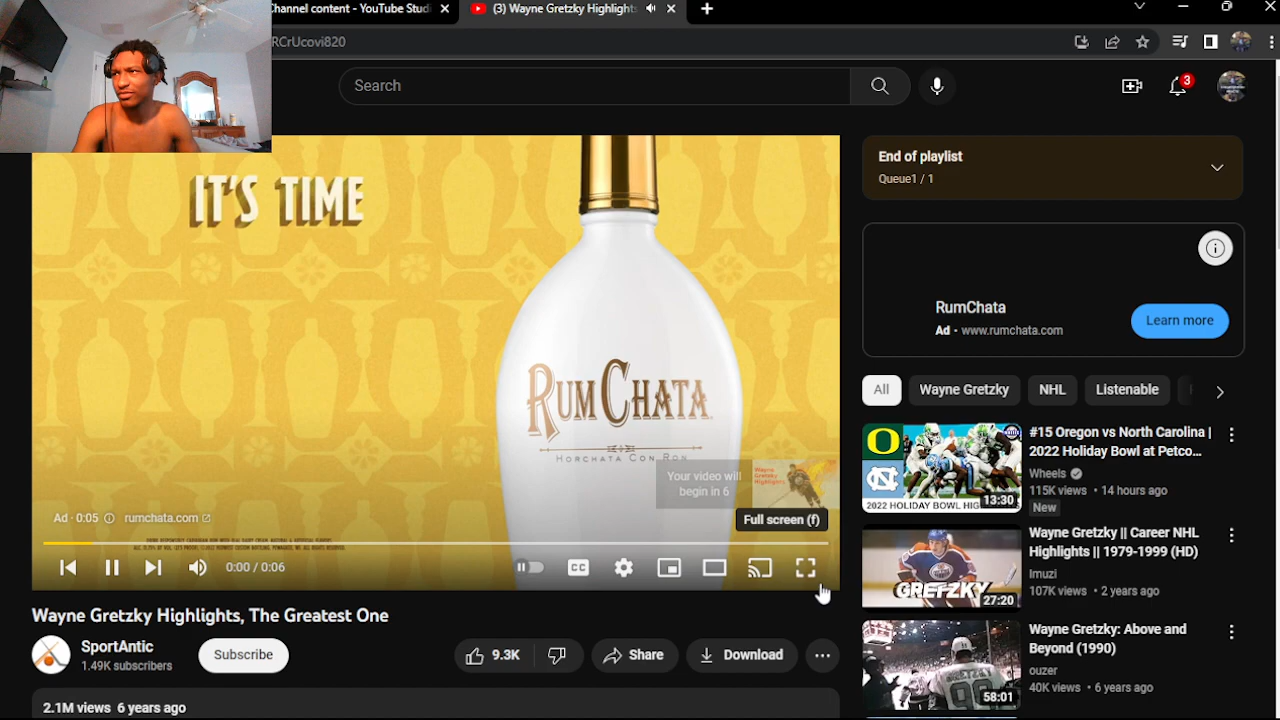 Channel content - YouTube Studi
(3) Wayne Gretzky Highlights
RCrUcovi820
Search
3
IT'S TIME
RUMCHATA
HORCHATA CON RON
Your video will
begin in 6
Wayne
Gretzky
Highlights
Full screen (f)
Ad · 0:05 rumchata.com
0:00 / 0:06
CC
Wayne Gretzky Highlights, The Greatest One
SportAntic
1.49K subscribers
Subscribe
9.3K
Share
Download
2.1M views 6 years ago
End of playlist
Queue1 / 1
RumChata
Ad · www.rumchata.com
Learn more
All
Wayne Gretzky
NHL
Listenable
#15 Oregon vs North Carolina |
2022 Holiday Bowl at Petco...
Wheels
115K views • 14 hours ago
New
13:30
2022 HOLIDAY BOWL HIG
Wayne Gretzky || Career NHL
Highlights || 1979-1999 (HD)
Imuzi
107K views • 2 years ago
GRETZKY
27:20
Wayne Gretzky: Above and
Beyond (1990)
ouzer
40K views • 6 years ago
GRETZKY
99
58:01